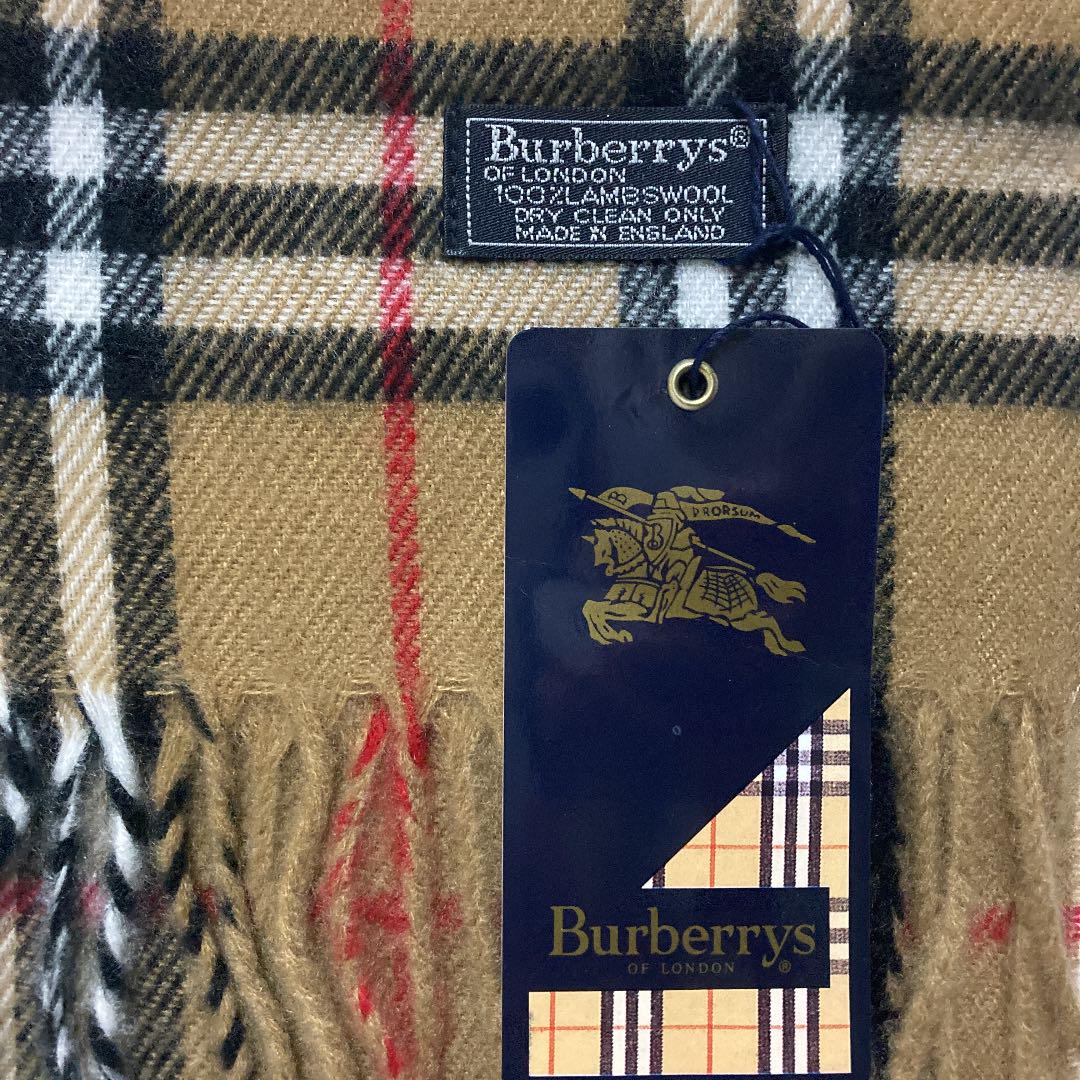 Burberrys®
OF LONDON
100%LAMBSWOOL
DRY CLEAN ONLY
MADE IN ENGLAND
B PRORSUM
Burberrys
OF LONDON ®